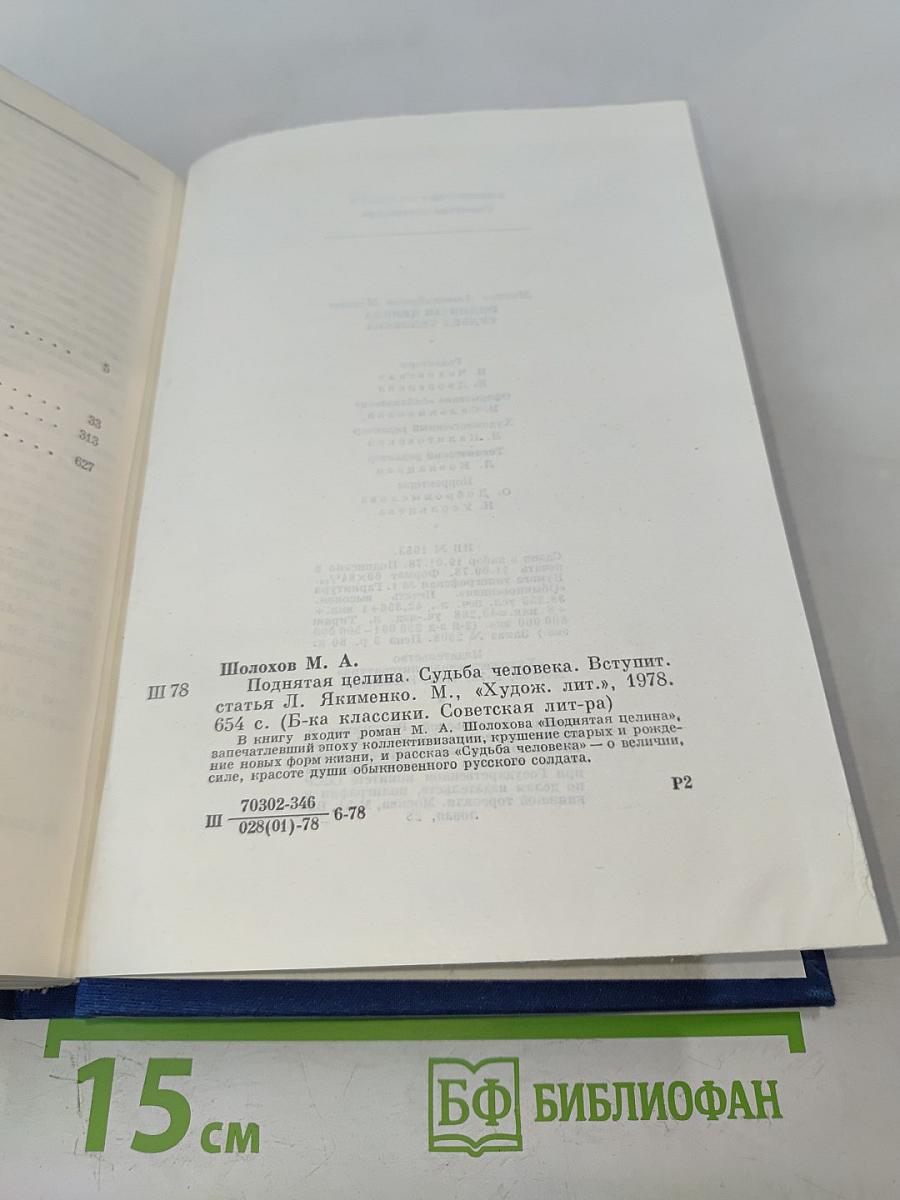 5
33
313
627
Шолохов М. А.
Ш 78
Поднятая целина. Судьба человека. Вступит.
статья Л. Якименко. М., «Худож. лит.», 1978.
654 с. (Б-ка классики. Советская лит-ра)
В книгу входит роман М. А. Шолохова «Поднятая целина»,
запечатлевший эпоху коллективизации, крушение старых и рожде-
ние новых форм жизни, и рассказ «Судьба человека» — о величии,
силе, красоте души обыкновенного русского солдата.
Ш 70302-346 6-78
028(01)-78
Р2
15 см
БФ БИБЛИОФАН